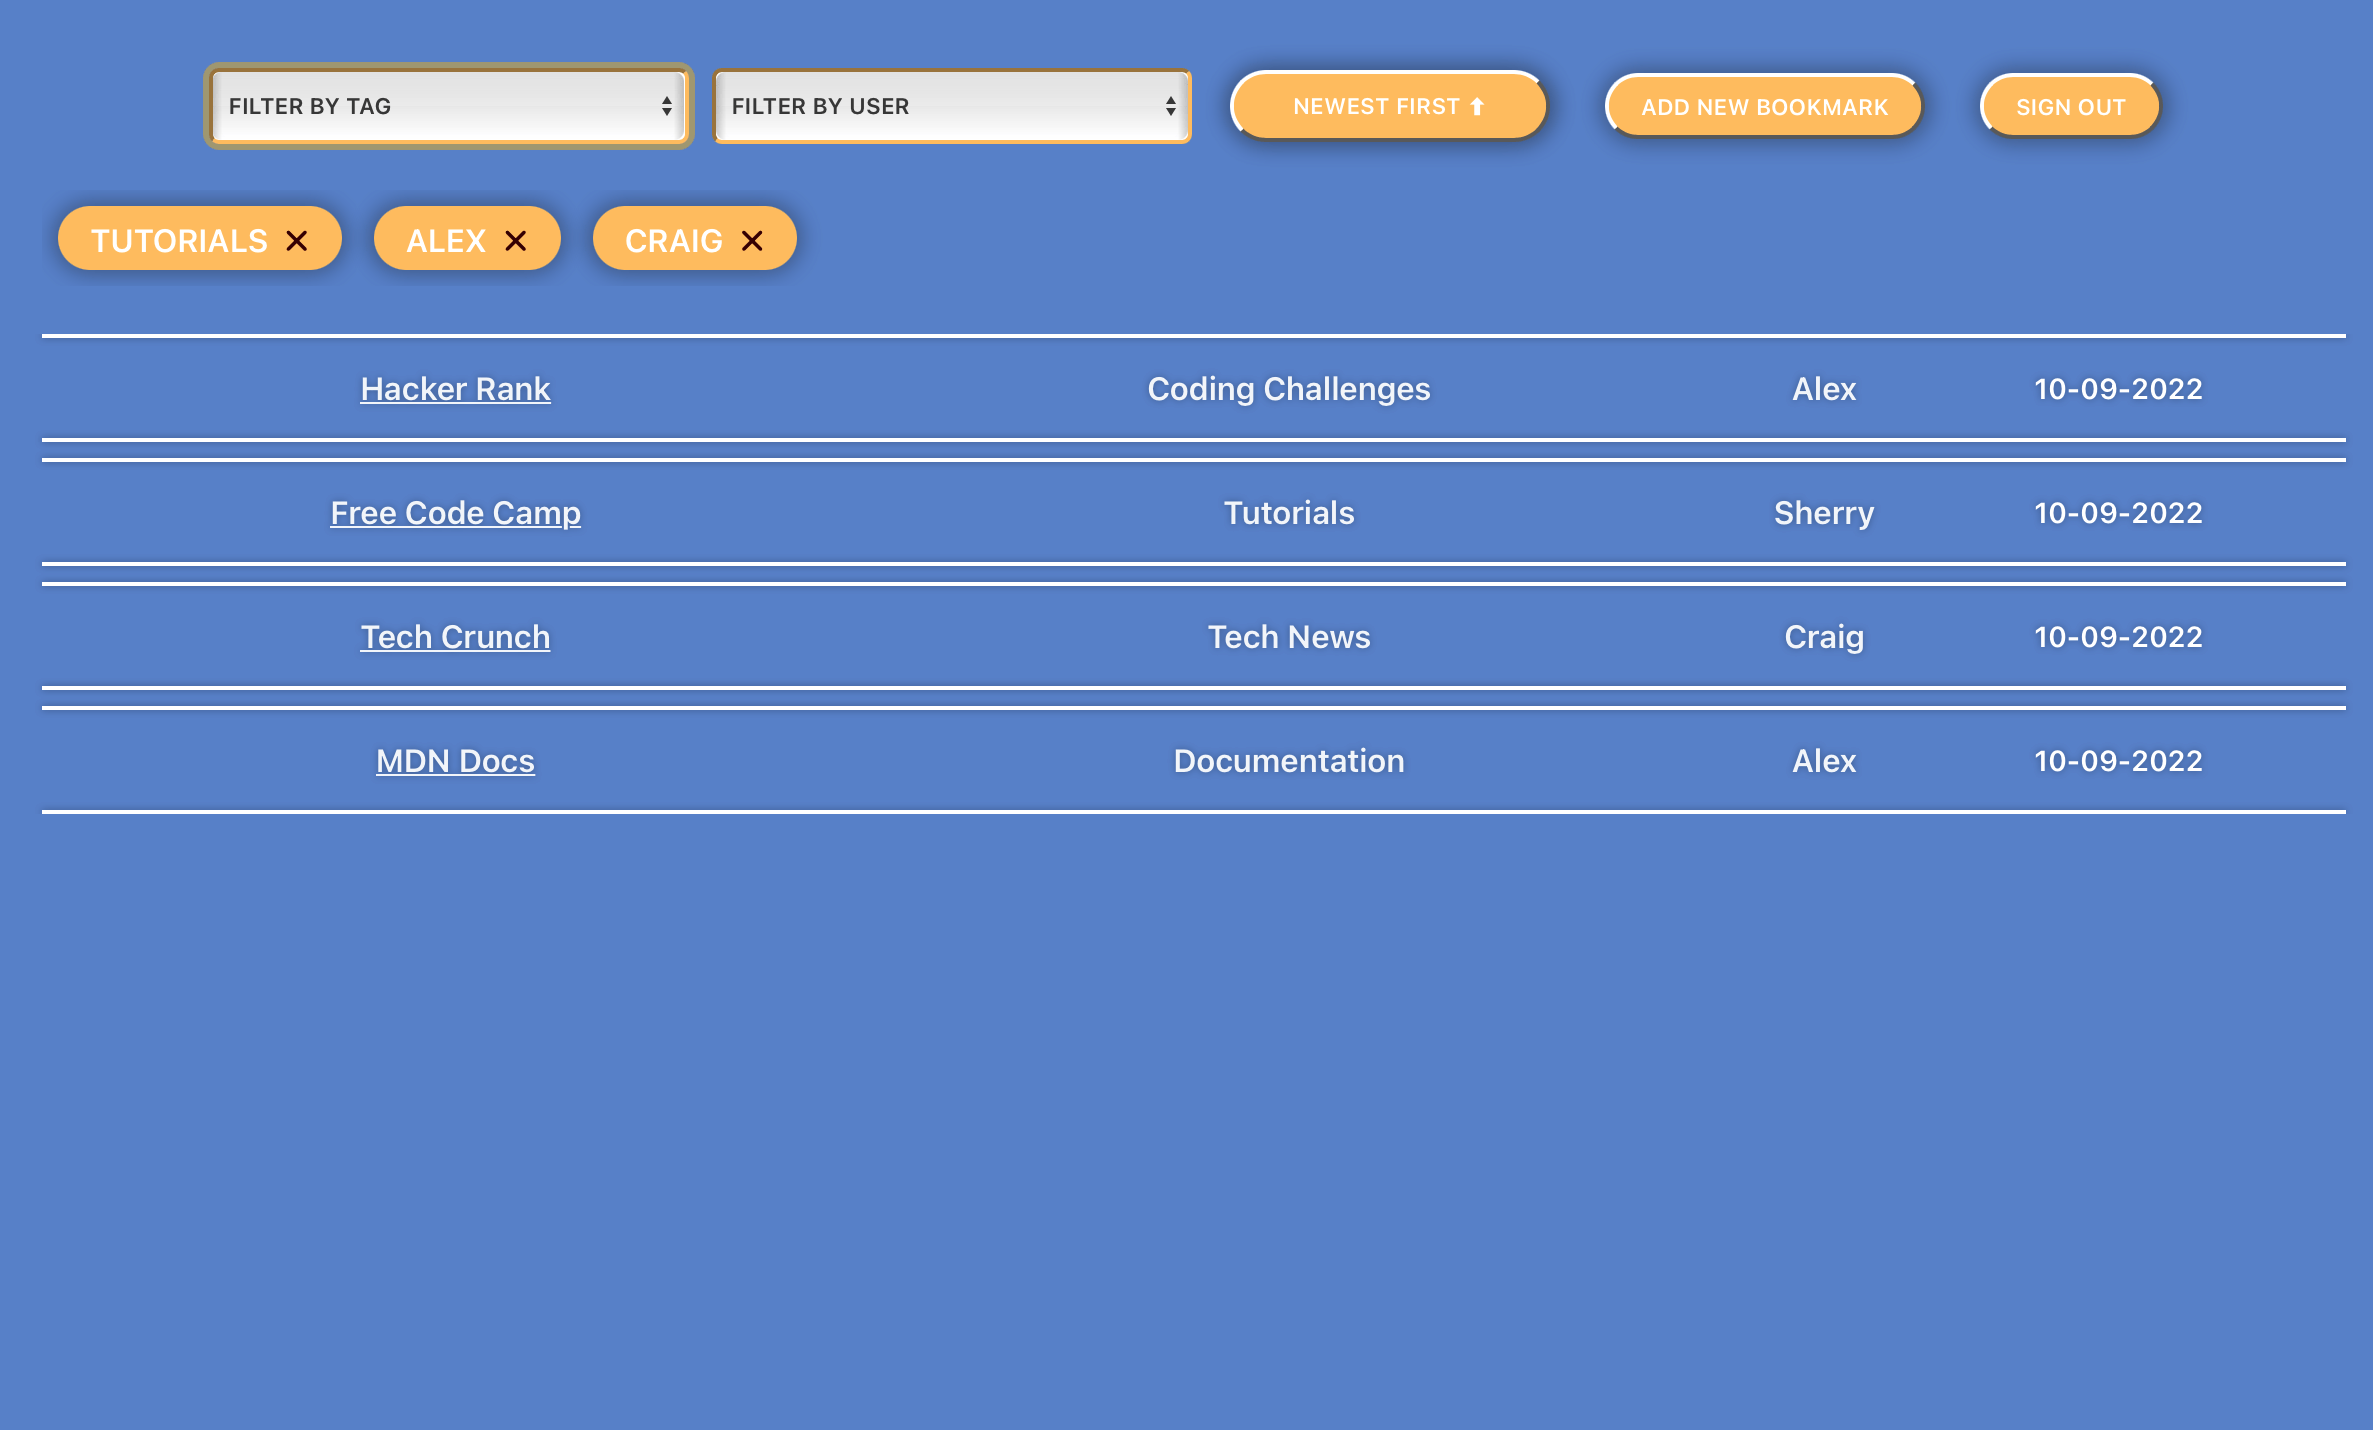 FILTER BY TAG FILTER BY USER NEWEST FIRST ⬆ ADD NEW BOOKMARK SIGN OUT
TUTORIALS ✕ ALEX ✕ CRAIG ✕
Hacker Rank Coding Challenges Alex 10-09-2022
Free Code Camp Tutorials Sherry 10-09-2022
Tech Crunch Tech News Craig 10-09-2022
MDN Docs Documentation Alex 10-09-2022